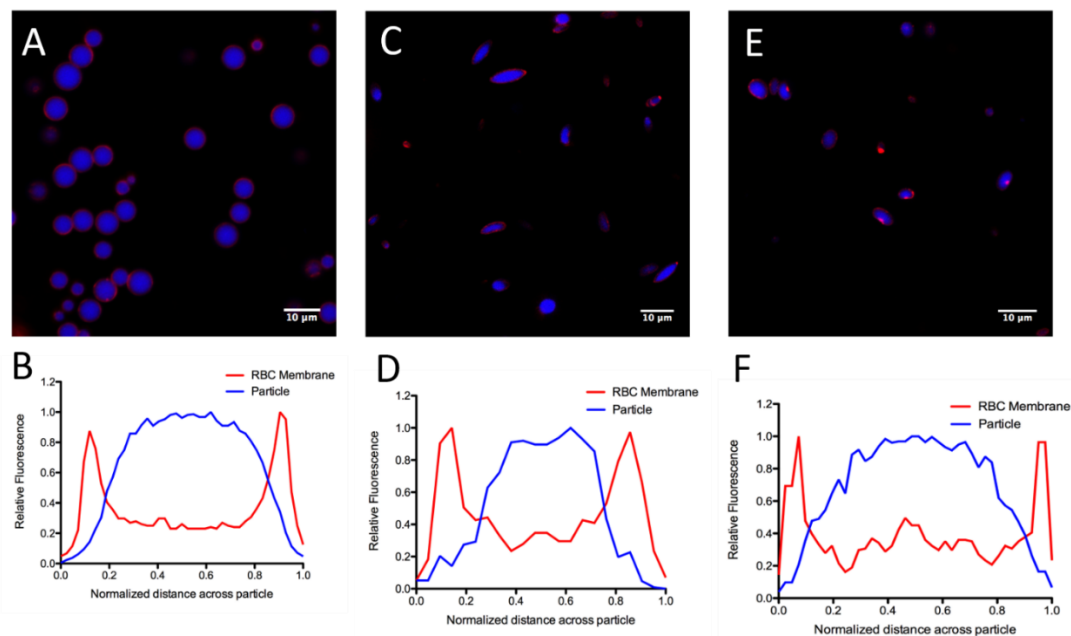 A
10 μm
C
10 μm
E
10 μm
B
RBC Membrane
Particle
Relative Fluorescence
1.2
1.0
0.8
0.6
0.4
0.2
0.0
0.0 0.2 0.4 0.6 0.8 1.0
Normalized distance across particle
D
RBC Membrane
Particle
Relative Fluorescence
1.2
1.0
0.8
0.6
0.4
0.2
0.0
0.0 0.2 0.4 0.6 0.8 1.0
Normalized distance across particle
F
RBC Membrane
Particle
Relative Fluorescence
1.2
1.0
0.8
0.6
0.4
0.2
0.0
0.0 0.2 0.4 0.6 0.8 1.0
Normalized distance across particle